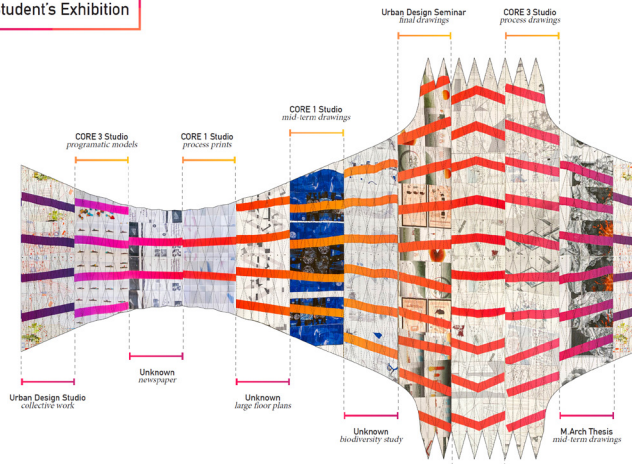 tudent's Exhibition
Urban Design Seminar
final drawings
CORE 3 Studio
process drawings
CORE 1 Studio
mid-term drawings
CORE 3 Studio
programatic models
CORE 1 Studio
process prints
Unknown
newspaper
Urban Design Studio
collective work
Unknown
large floor plans
Unknown
biodiversity study
M.Arch Thesis
mid-term drawings